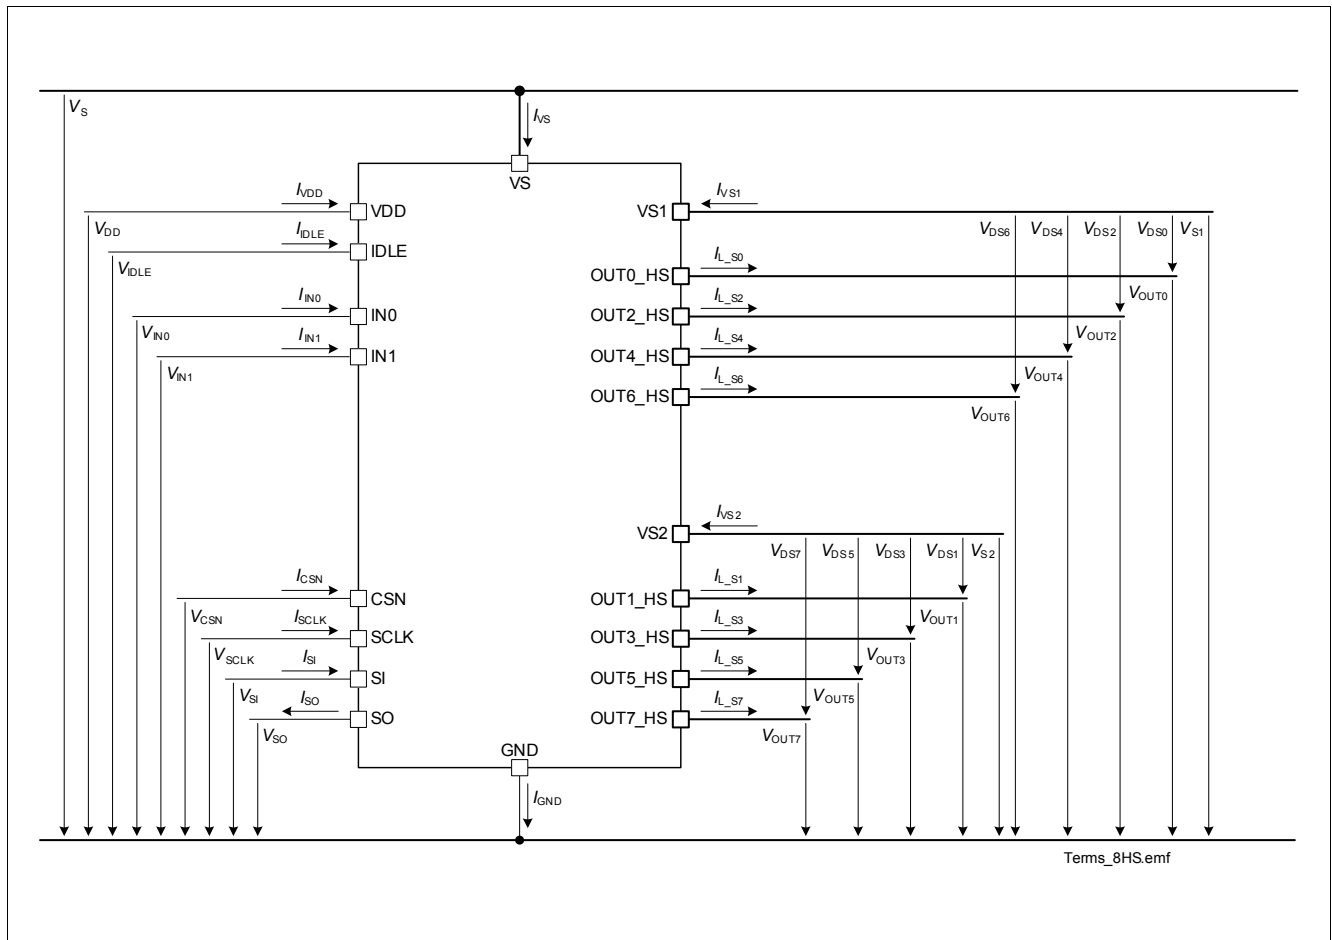 VS
IVS
VS
IVDD
VDD
VDD
IIDLE
IDLE
VIDLE
IIN0
IN0
VIN0
IIN1
IN1
VIN1
ICSN
CSN
VCSN
ISCLK
SCLK
VSCLK
ISI
SI
VSI
ISO
SO
VSO
GND
IGND
VS1
IVS1
VDS6 VDS4 VDS2 VDS0 VS1
OUT0_HS
IL_S0
VOUT0
OUT2_HS
IL_S2
VOUT2
OUT4_HS
IL_S4
VOUT4
OUT6_HS
IL_S6
VOUT6
VS2
IVS2
VDS7 VDS5 VDS3 VDS1 VS2
OUT1_HS
IL_S1
VOUT1
OUT3_HS
IL_S3
VOUT3
OUT5_HS
IL_S5
VOUT5
OUT7_HS
IL_S7
VOUT7
Terms_8HS.emf